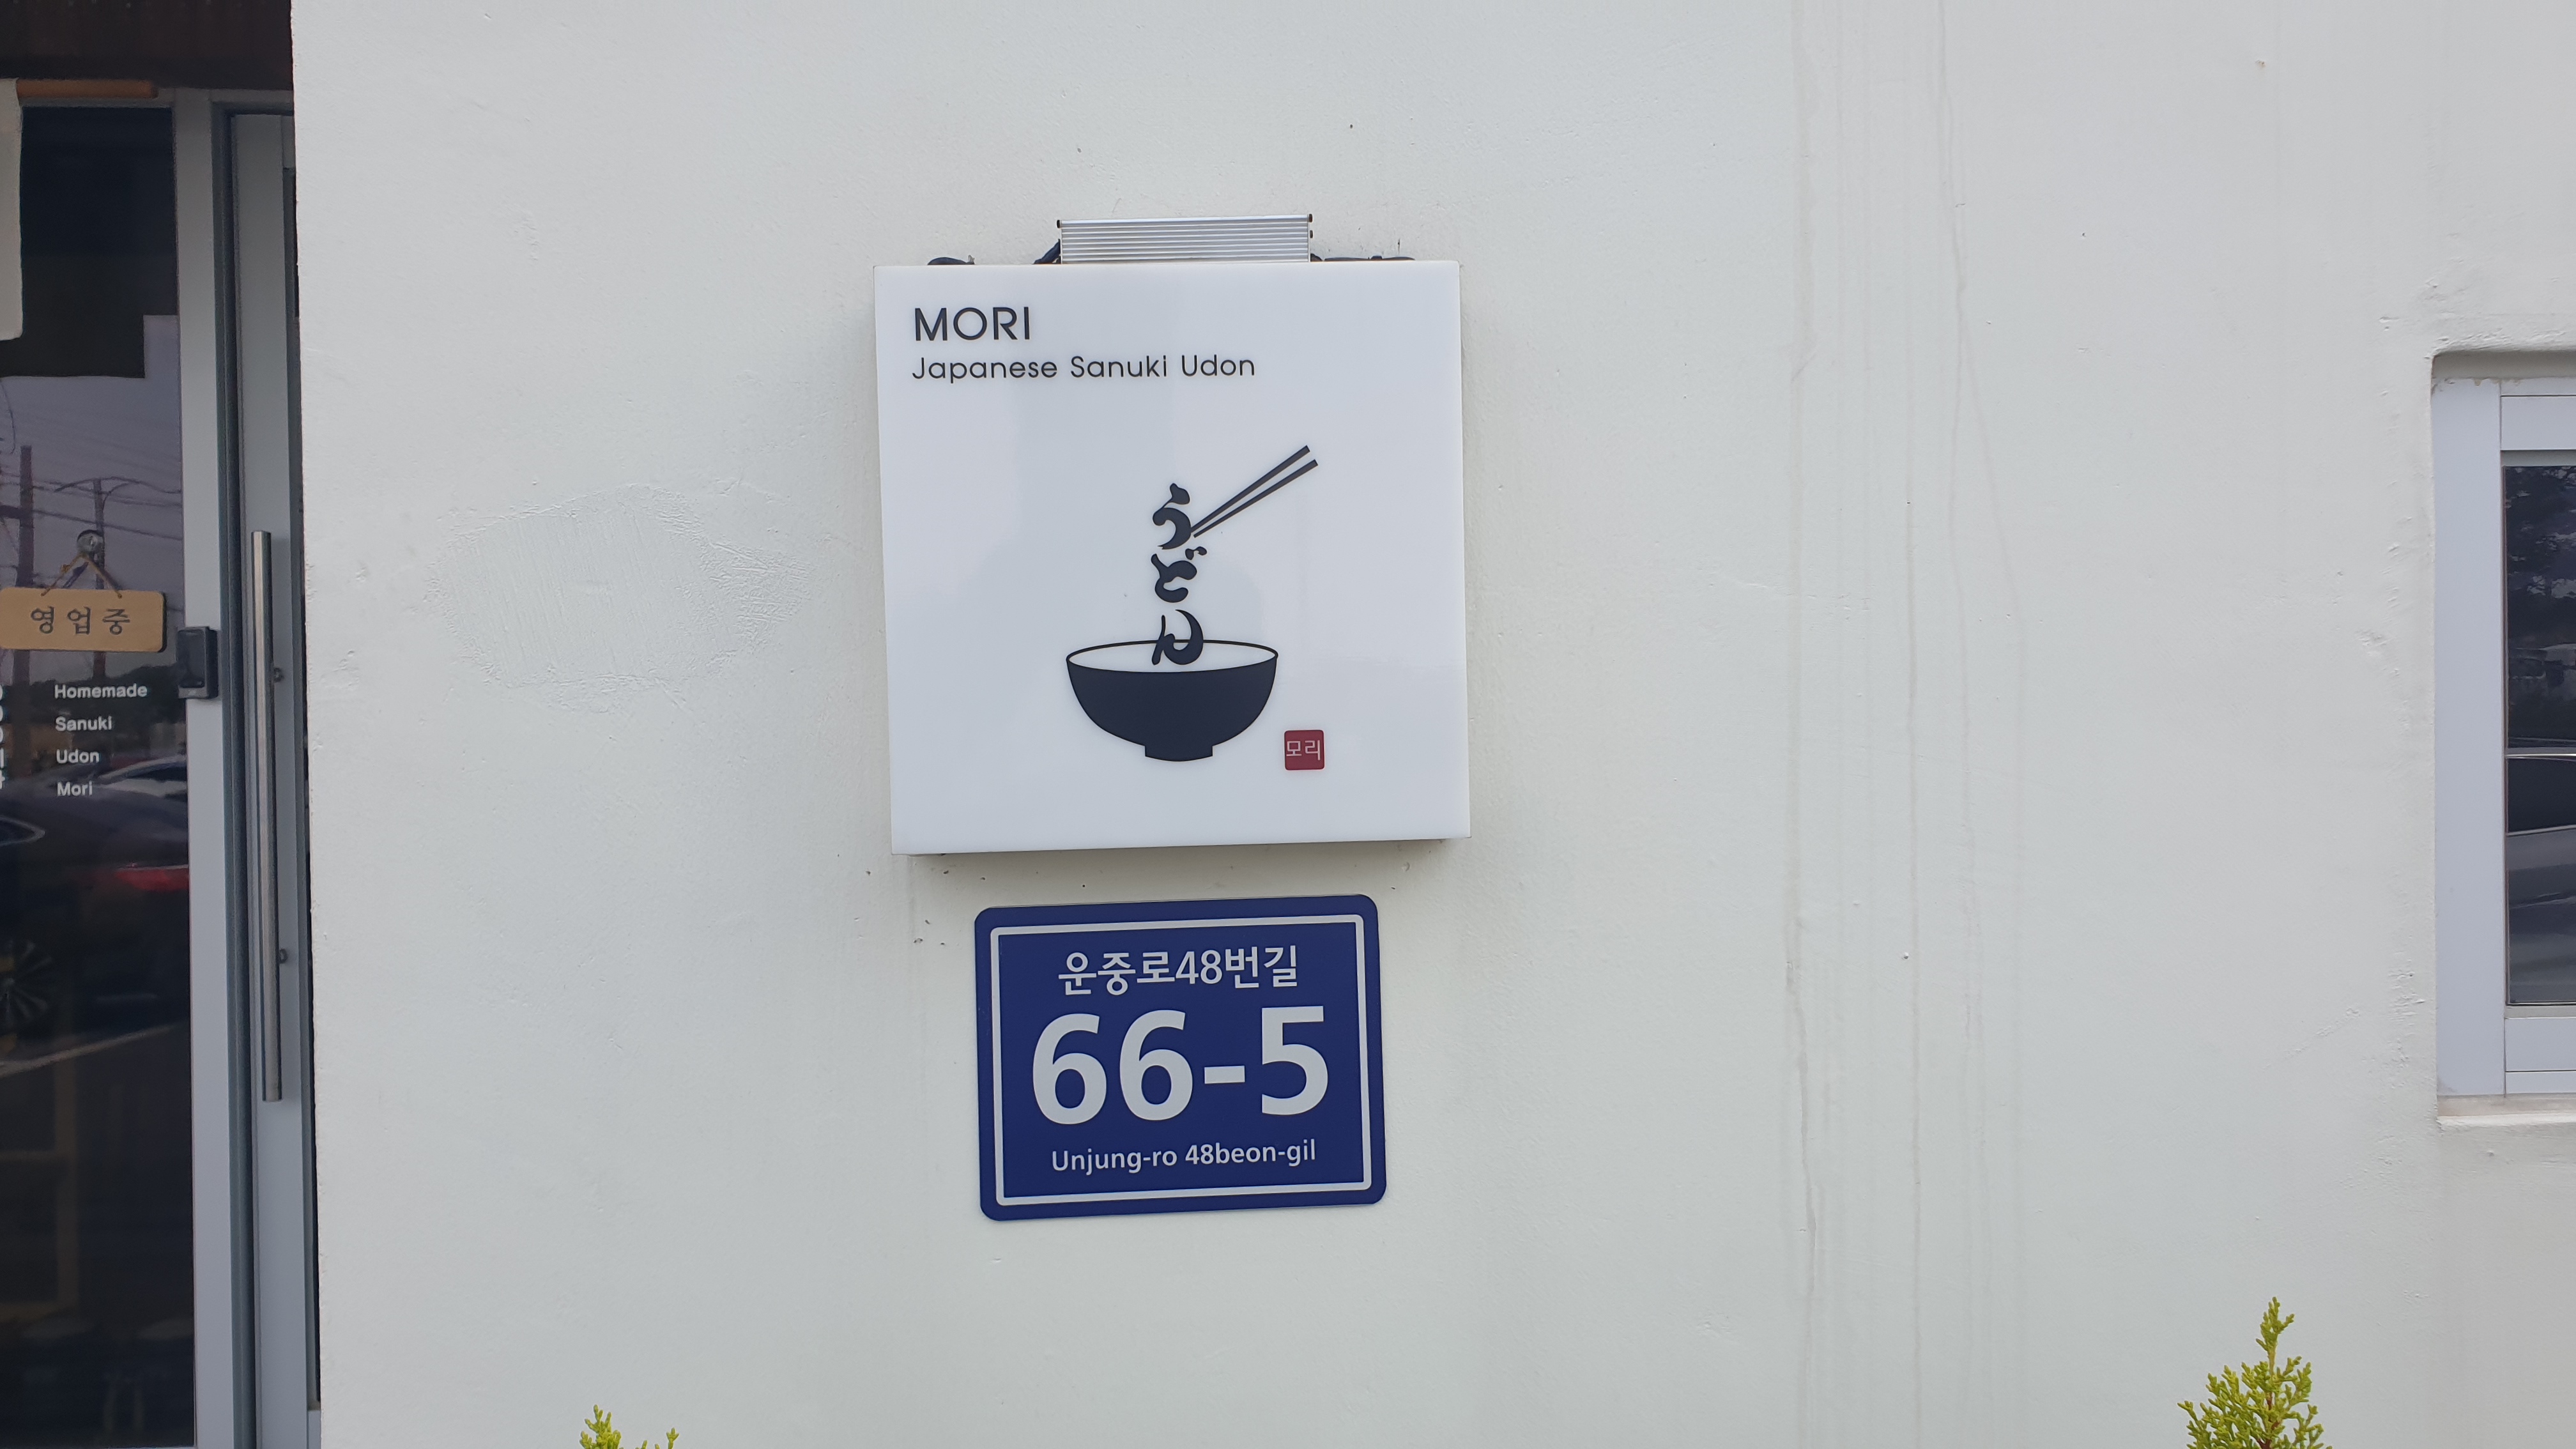 MORI
Japanese Sanuki Udon
うどん
모리
운중로48번길
66-5
Unjung-ro 48beon-gil
영업중
Homemade
Sanuki
Udon
Mori